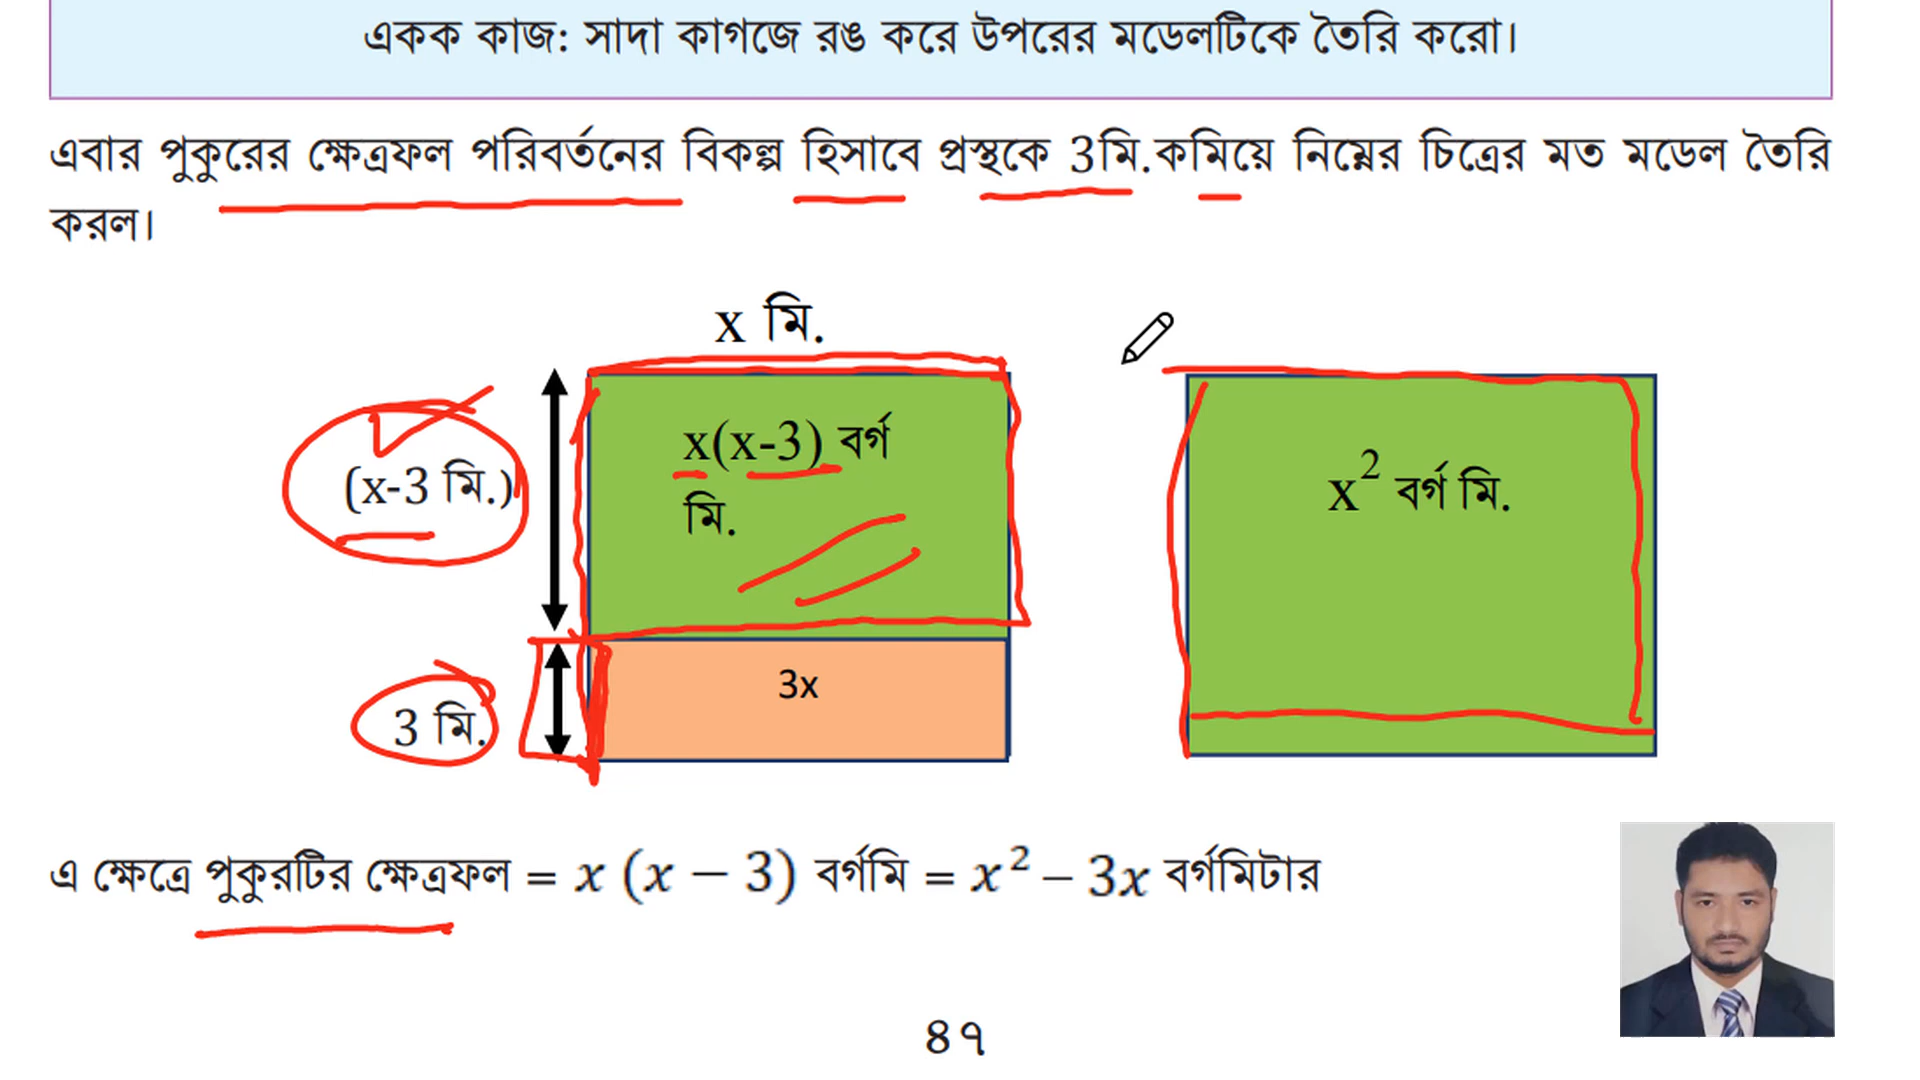 একক কাজ: সাদা কাগজে রঙ করে উপরের মডেলটিকে তৈরি করো।
এবার পুকুরের ক্ষেত্রফল পরিবর্তনের বিকল্প হিসাবে প্রস্থকে 3মি.কমিয়ে নিম্নের চিত্রের মত মডেল তৈরি
করল।
x মি.
(x-3 মি.)
x(x-3) বর্গ
মি.
x² বর্গ মি.
3 মি.
3x
এ ক্ষেত্রে পুকুরটির ক্ষেত্রফল = x (x − 3) বর্গমি = x² − 3x বর্গমিটার
৪৭